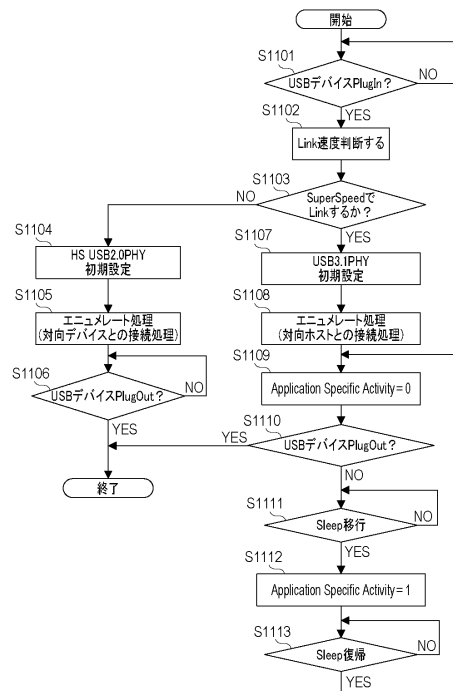 開始
S1101
USBデバイスPlugIn?
NO
YES
S1102
Link速度判断する
S1103
SuperSpeedで
Linkするか?
NO
YES
S1104
HS USB2.0PHY
初期設定
S1107
USB3.1PHY
初期設定
S1105
エニュメレート処理
(対向デバイスとの接続処理)
S1108
エニュメレート処理
(対向ホストとの接続処理)
S1106
USBデバイスPlugOut?
NO
YES
S1109
Application Specific Activity=0
S1110
USBデバイスPlugOut?
YES
NO
終了
S1111
Sleep移行
NO
YES
S1112
Application Specific Activity=1
S1113
Sleep復帰
NO
YES